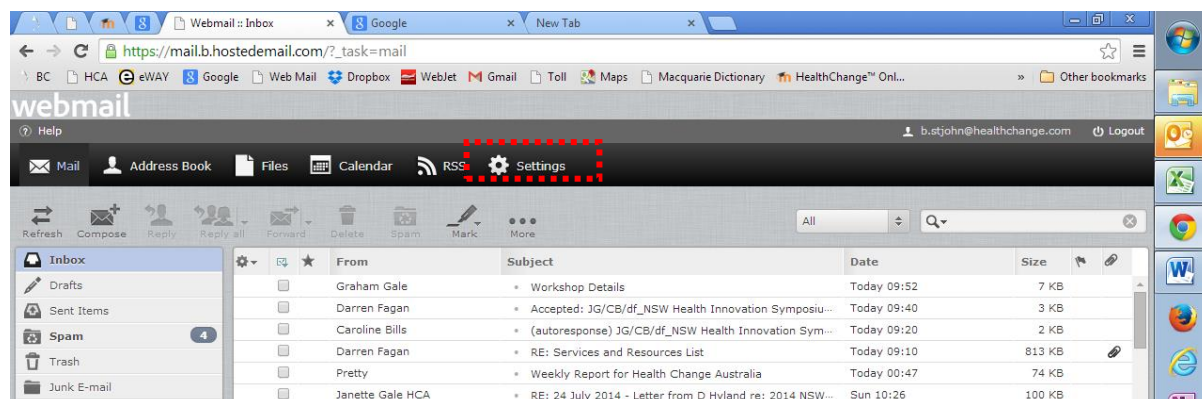 Webmail :: Inbox Google New Tab
https://mail.b.hostedemail.com/?_task=mail
BC HCA eWAY Google Web Mail Dropbox WebJet Gmail Toll Maps Macquarie Dictionary HealthChange™ Onl... » Other bookmarks
webmail
Help b.stjohn@healthchange.com Logout
Mail Address Book Files Calendar RSS Settings
Refresh Compose Reply Reply all Forward Delete Spam Mark More All
Inbox From Subject Date Size
Drafts Graham Gale Workshop Details Today 09:52 7 KB
Sent Items Darren Fagan Accepted: JG/CB/df_NSW Health Innovation Symposiu... Today 09:40 3 KB
Spam 4 Caroline Bills (autoresponse) JG/CB/df_NSW Health Innovation Sym... Today 09:20 2 KB
Darren Fagan RE: Services and Resources List Today 09:10 813 KB
Trash Pretty Weekly Report for Health Change Australia Today 00:47 74 KB
Junk E-mail Janette Gale HCA RE: 24 July 2014 - Letter from D Hyland re: 2014 NSW... Sun 10:26 100 KB